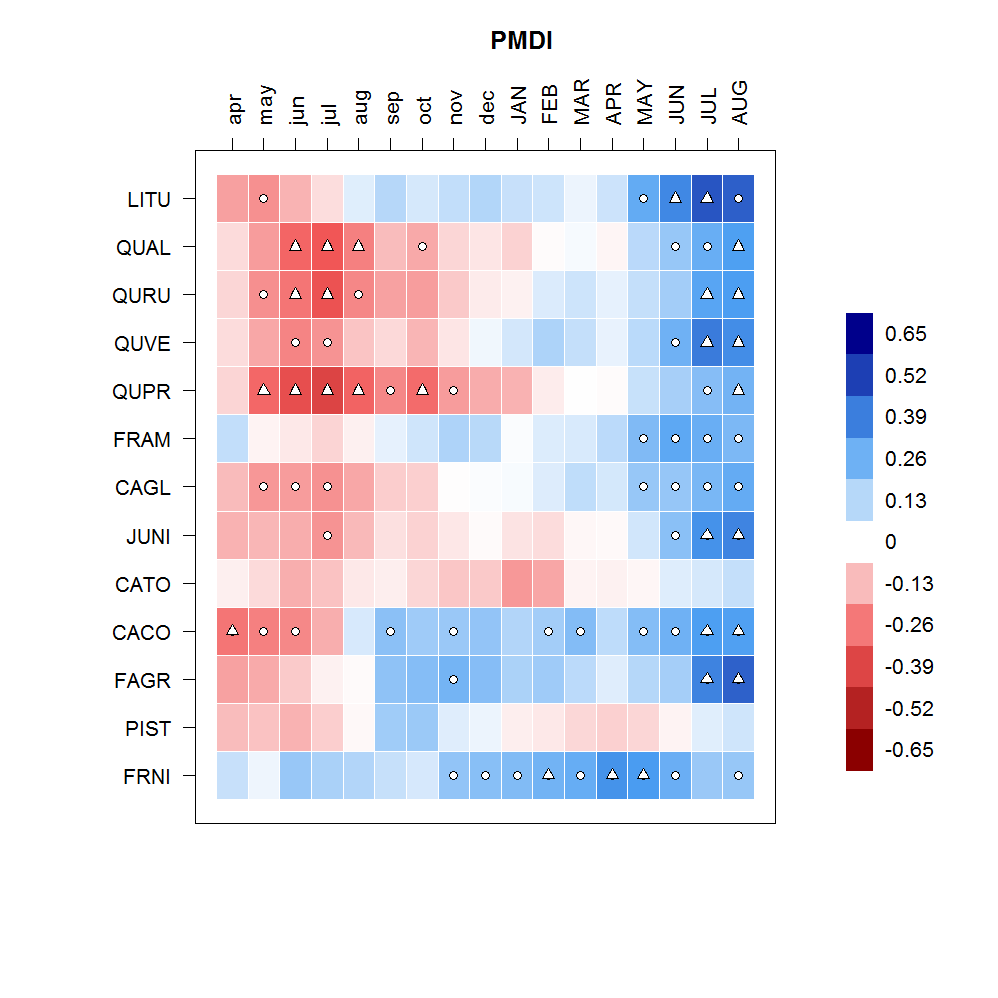 PMDI
apr may jun jul aug sep oct nov dec JAN FEB MAR APR MAY JUN JUL AUG
LITU
QUAL
QURU
QUVE
QUPR
FRAM
CAGL
JUNI
CATO
CACO
FAGR
PIST
FRNI
0.65
0.52
0.39
0.26
0.13
0
-0.13
-0.26
-0.39
-0.52
-0.65